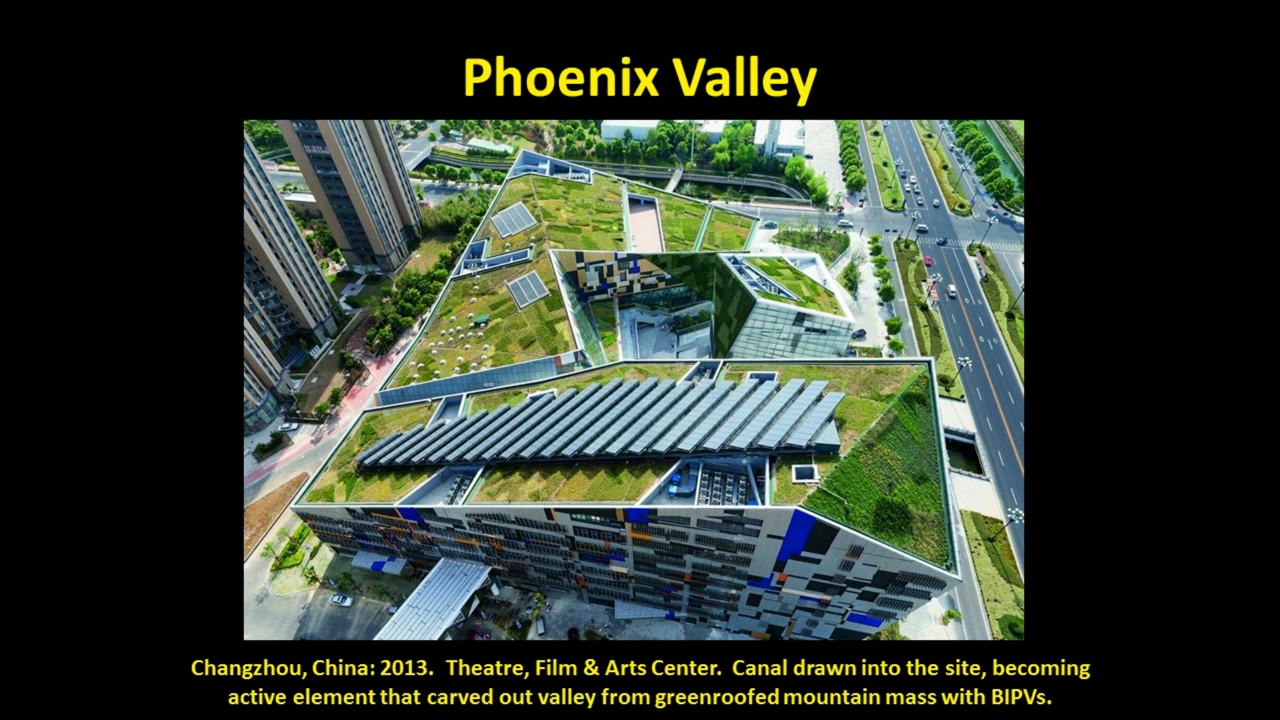 Phoenix Valley
Changzhou, China: 2013.  Theatre, Film & Arts Center.  Canal drawn into the site, becoming
active element that carved out valley from greenroofed mountain mass with BIPVs.